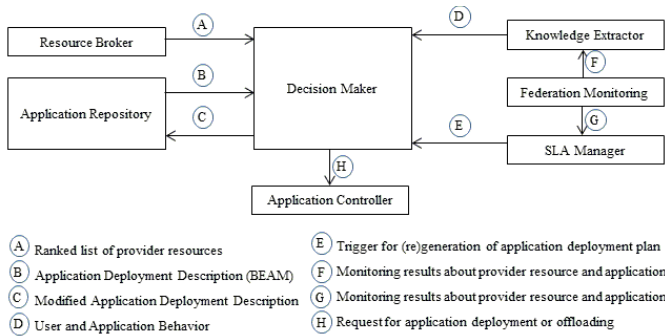 D
A
Resource Broker
Knowledge Extractor
B
F
Decision Maker
Federation Monitoring
Application Repository
C
E
G
SLA Manager
H
Application Controller
A Ranked list of provider resources
B Application Deployment Description (BEAM)
C Modified Application Deployment Description
D User and Application Behavior
E Trigger for (re)generation of application deployment plan
F Monitoring results about provider resource and application
G Monitoring results about provider resource and application
H Request for application deployment or offloading